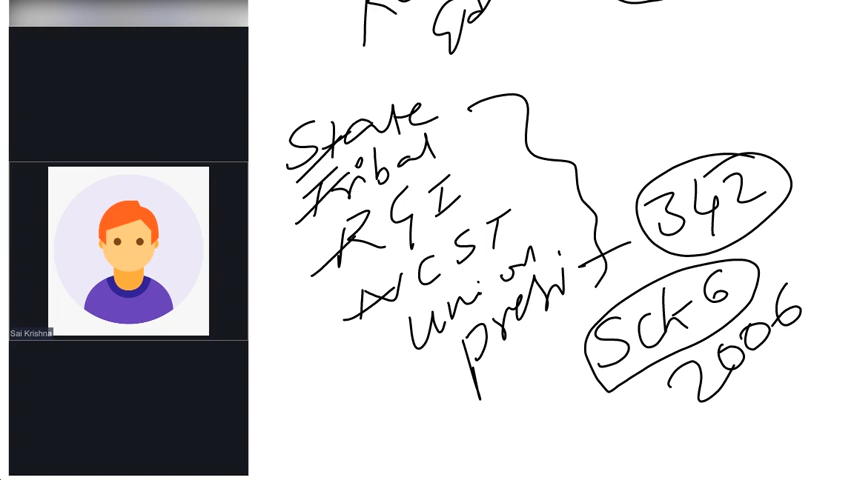 State
Tribal
RGI
NCST
Union
Presi
342
Sch 6
2006
Sai Krishna